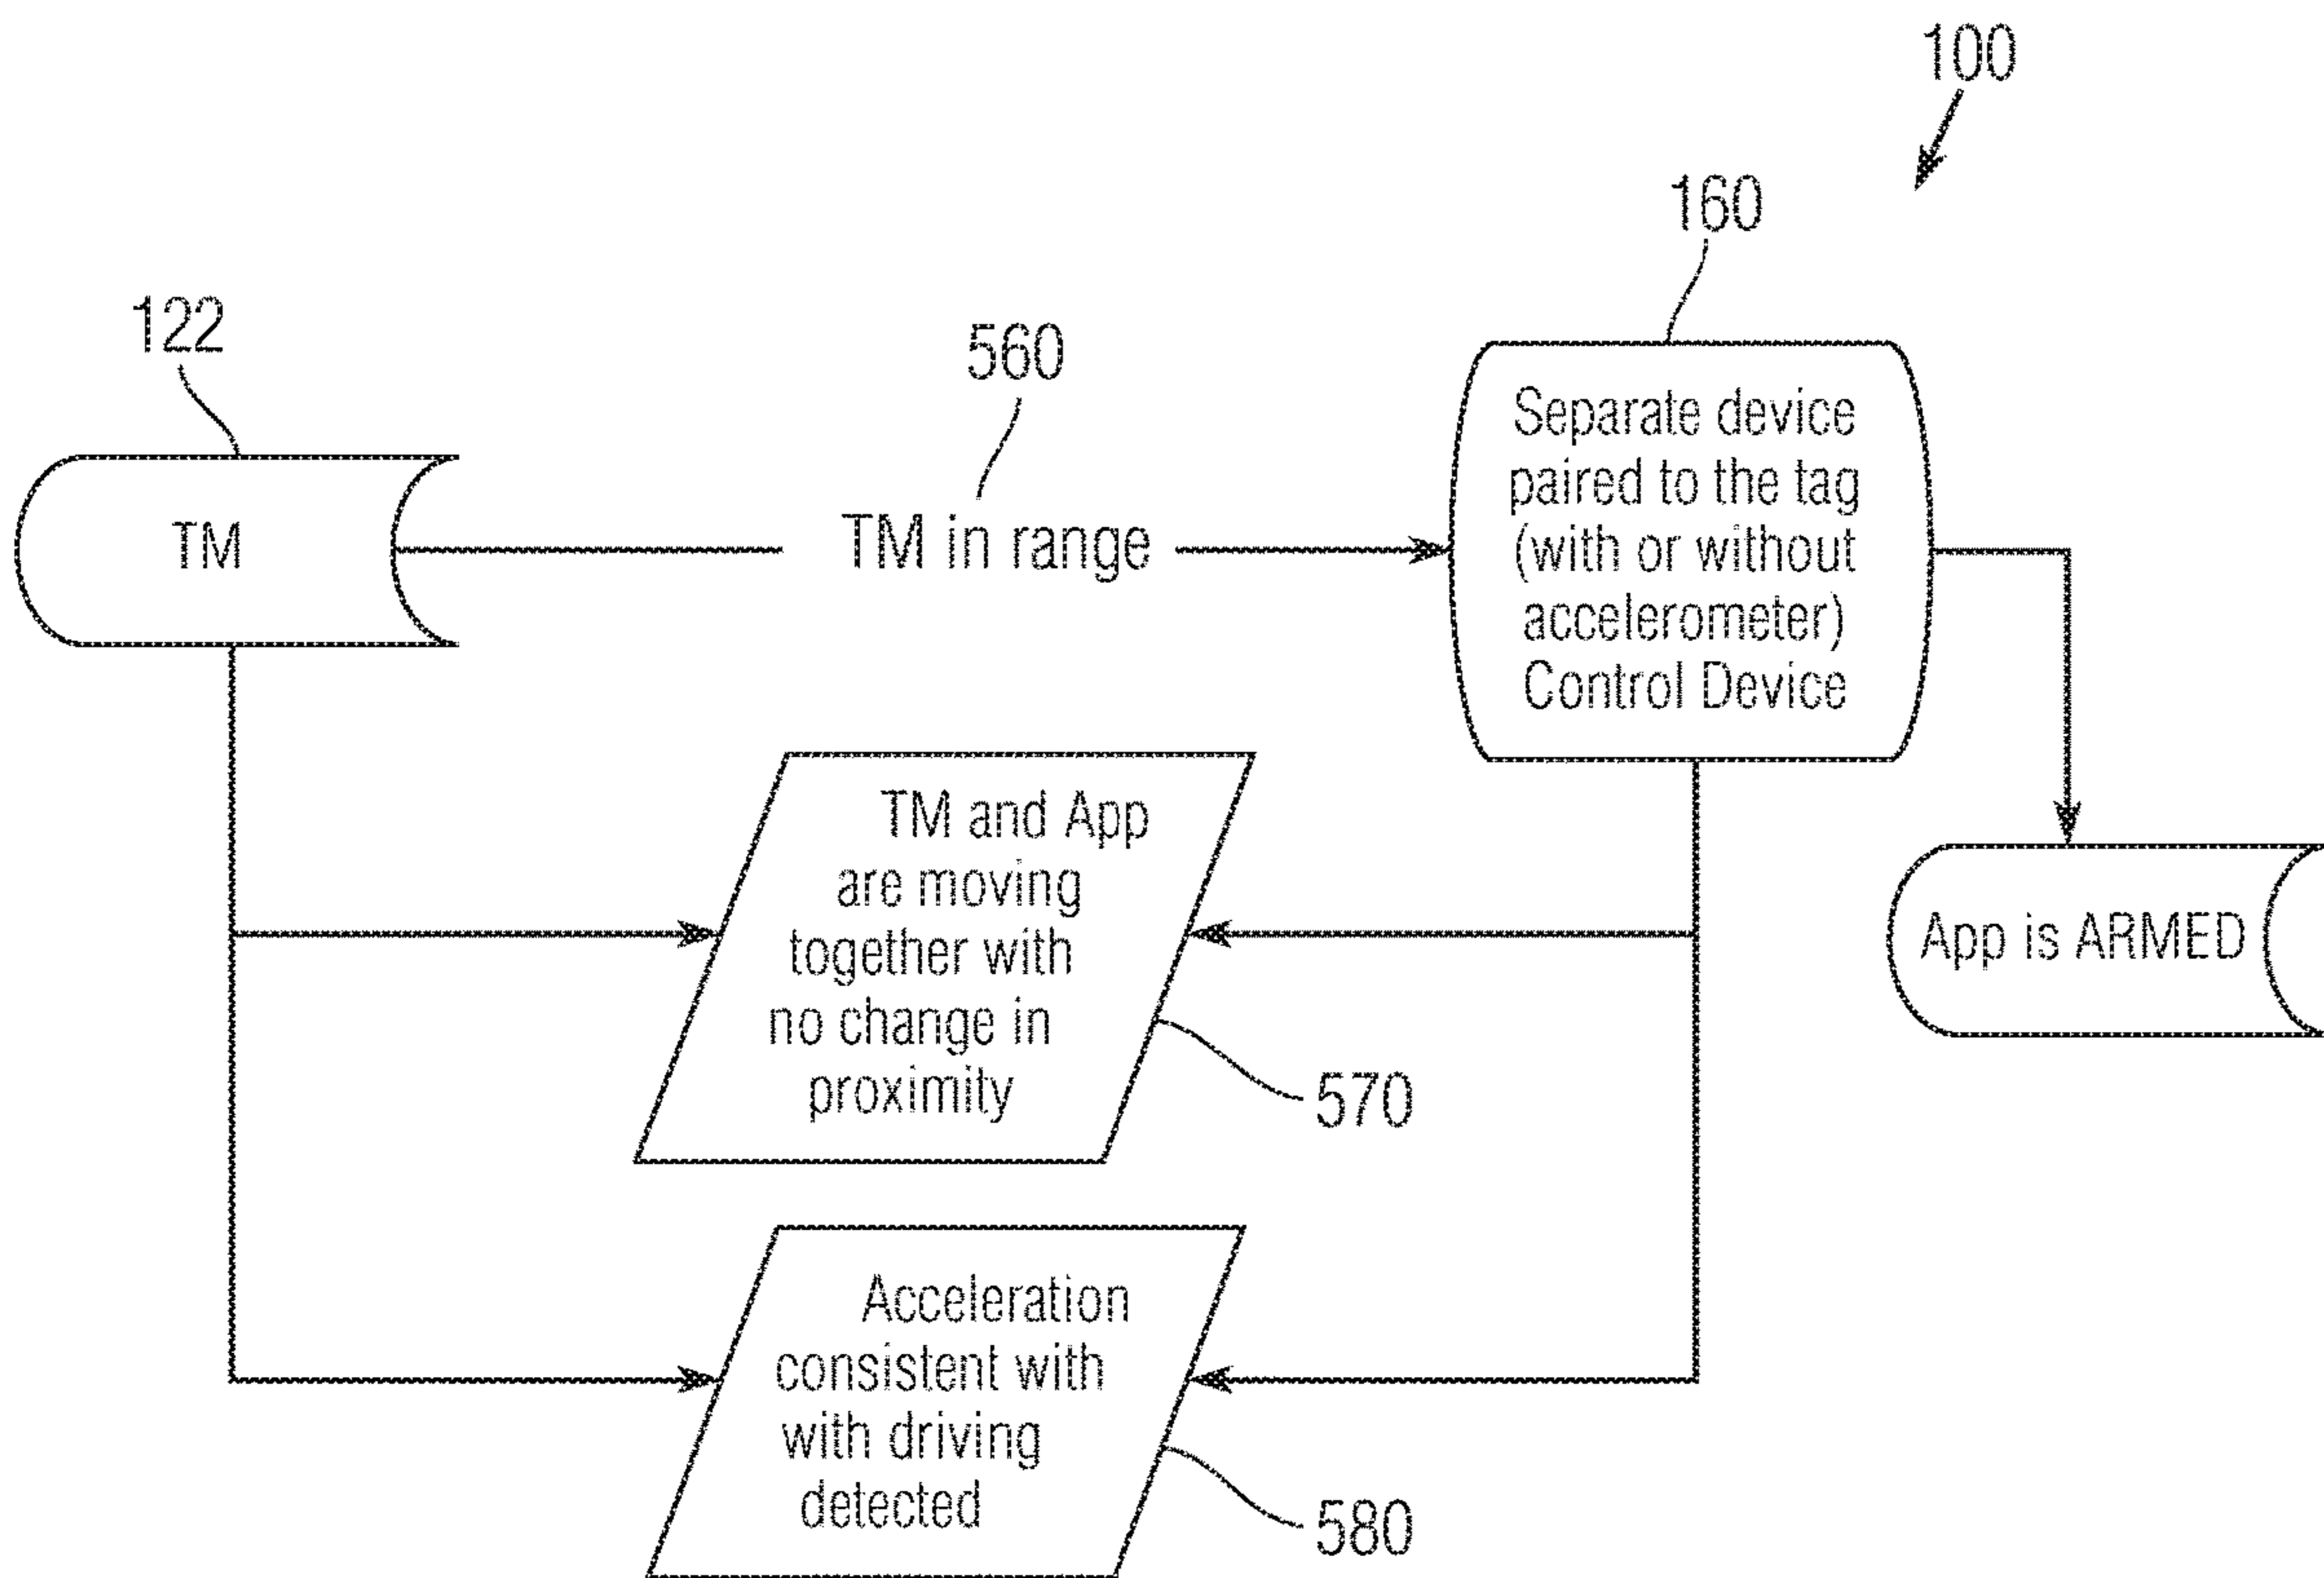 100
160
122
560
Separate device
paired to the tag
(with or without
accelerometer)
Control Device
TM
TM in range
TM and App
are moving
together with
no change in
proximity
App is ARMED
570
Acceleration
consistent with
with driving
detected
580